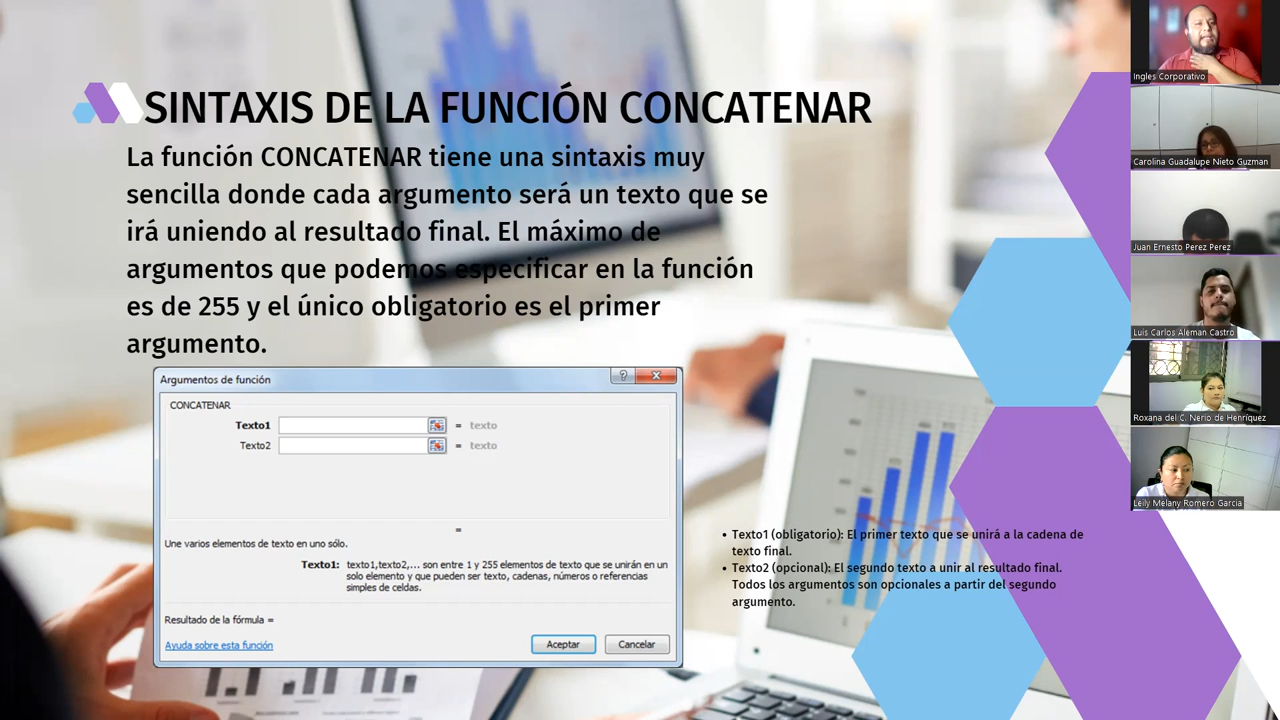 SINTAXIS DE LA FUNCIÓN CONCATENAR
La función CONCATENAR tiene una sintaxis muy
sencilla donde cada argumento será un texto que se
irá uniendo al resultado final. El máximo de
argumentos que podemos especificar en la función
es de 255 y el único obligatorio es el primer
argumento.
Argumentos de función
CONCATENAR
Texto1 = texto
Texto2 = texto
=
Une varios elementos de texto en uno sólo.
Texto1: texto1,texto2,... son entre 1 y 255 elementos de texto que se unirán en un
solo elemento y que pueden ser texto, cadenas, números o referencias
simples de celdas.
Resultado de la fórmula =
Ayuda sobre esta función
Aceptar
Cancelar
• Texto1 (obligatorio): El primer texto que se unirá a la cadena de
texto final.
• Texto2 (opcional): El segundo texto a unir al resultado final.
Todos los argumentos son opcionales a partir del segundo
argumento.
Ingles Corporativo
Carolina Guadalupe Nieto Guzman
Juan Ernesto Perez Perez
Luis Carlos Aleman Castro
Roxana del C. Nerio de Henríquez
Leily Melany Romero Garcia